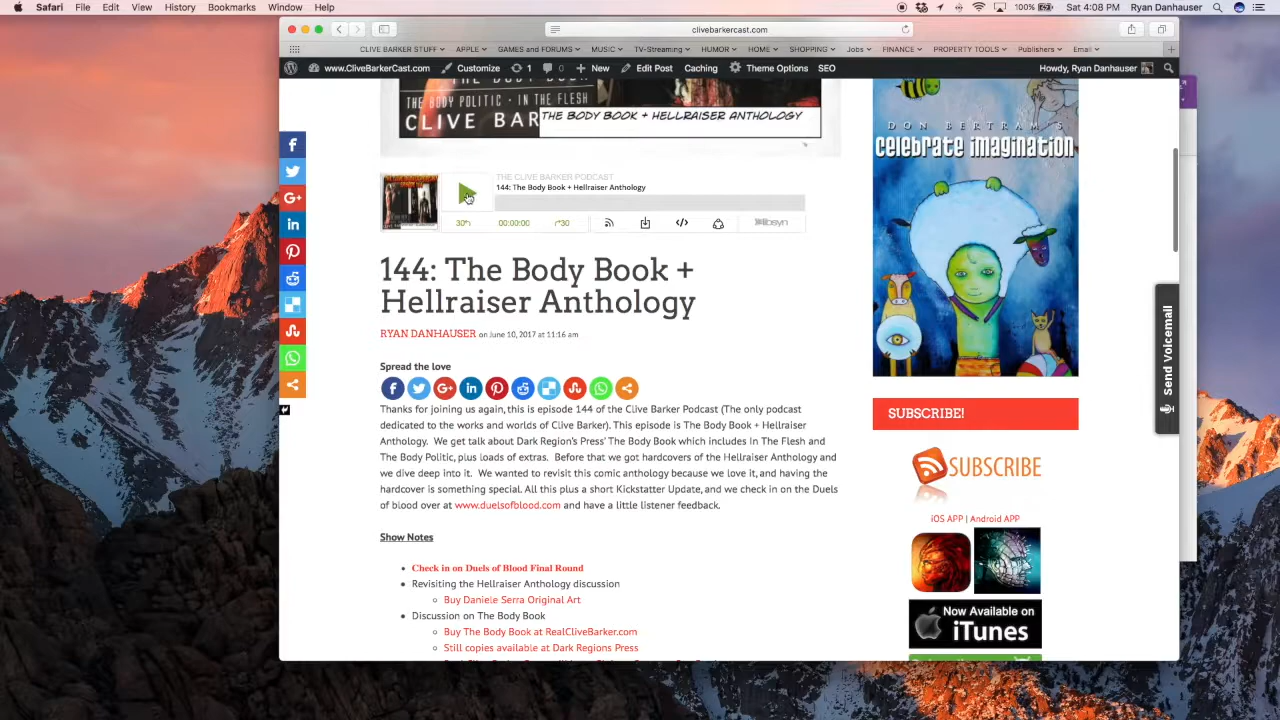 Safari File Edit View History Bookmarks Window Help 100% Sat 4:08 PM Ryan Danhauser
clivebarkercast.com
CLIVE BARKER STUFF APPLE GAMES and FORUMS MUSIC TV-Streaming HUMOR HOME SHOPPING Jobs FINANCE PROPERTY TOOLS Publishers Email
www.CliveBarkerCast.com Customize 1 0 New Edit Post Caching Theme Options SEO Howdy, Ryan Danhauser
THE BODY POLITIC · IN THE FLESH
CLIVE BAR
THE BODY BOOK + HELLRAISER ANTHOLOGY
DON BERTRAM'S
celebrate imagination
THE CLIVE BARKER PODCAST
144: The Body Book + Hellraiser Anthology
30 00:00:00 30 libsyn
144: The Body Book +
Hellraiser Anthology
RYAN DANHAUSER on June 10, 2017 at 11:16 am
Spread the love
Thanks for joining us again, this is episode 144 of the Clive Barker Podcast (The only podcast
dedicated to the works and worlds of Clive Barker). This episode is The Body Book + Hellraiser
Anthology. We get talk about Dark Region's Press' The Body Book which includes In The Flesh and
The Body Politic, plus loads of extras. Before that we got hardcovers of the Hellraiser Anthology and
we dive deep into it. We wanted to revisit this comic anthology because we love it, and having the
hardcover is something special. All this plus a short Kickstatter Update, and we check in on the Duels
of blood over at www.duelsofblood.com and have a little listener feedback.
Show Notes
Check in on Duels of Blood Final Round
Revisiting the Hellraiser Anthology discussion
Buy Daniele Serra Original Art
Discussion on The Body Book
Buy The Body Book at RealCliveBarker.com
Still copies available at Dark Regions Press
SUBSCRIBE!
SUBSCRIBE
iOS APP | Android APP
Now Available on
iTunes
Send Voicemail